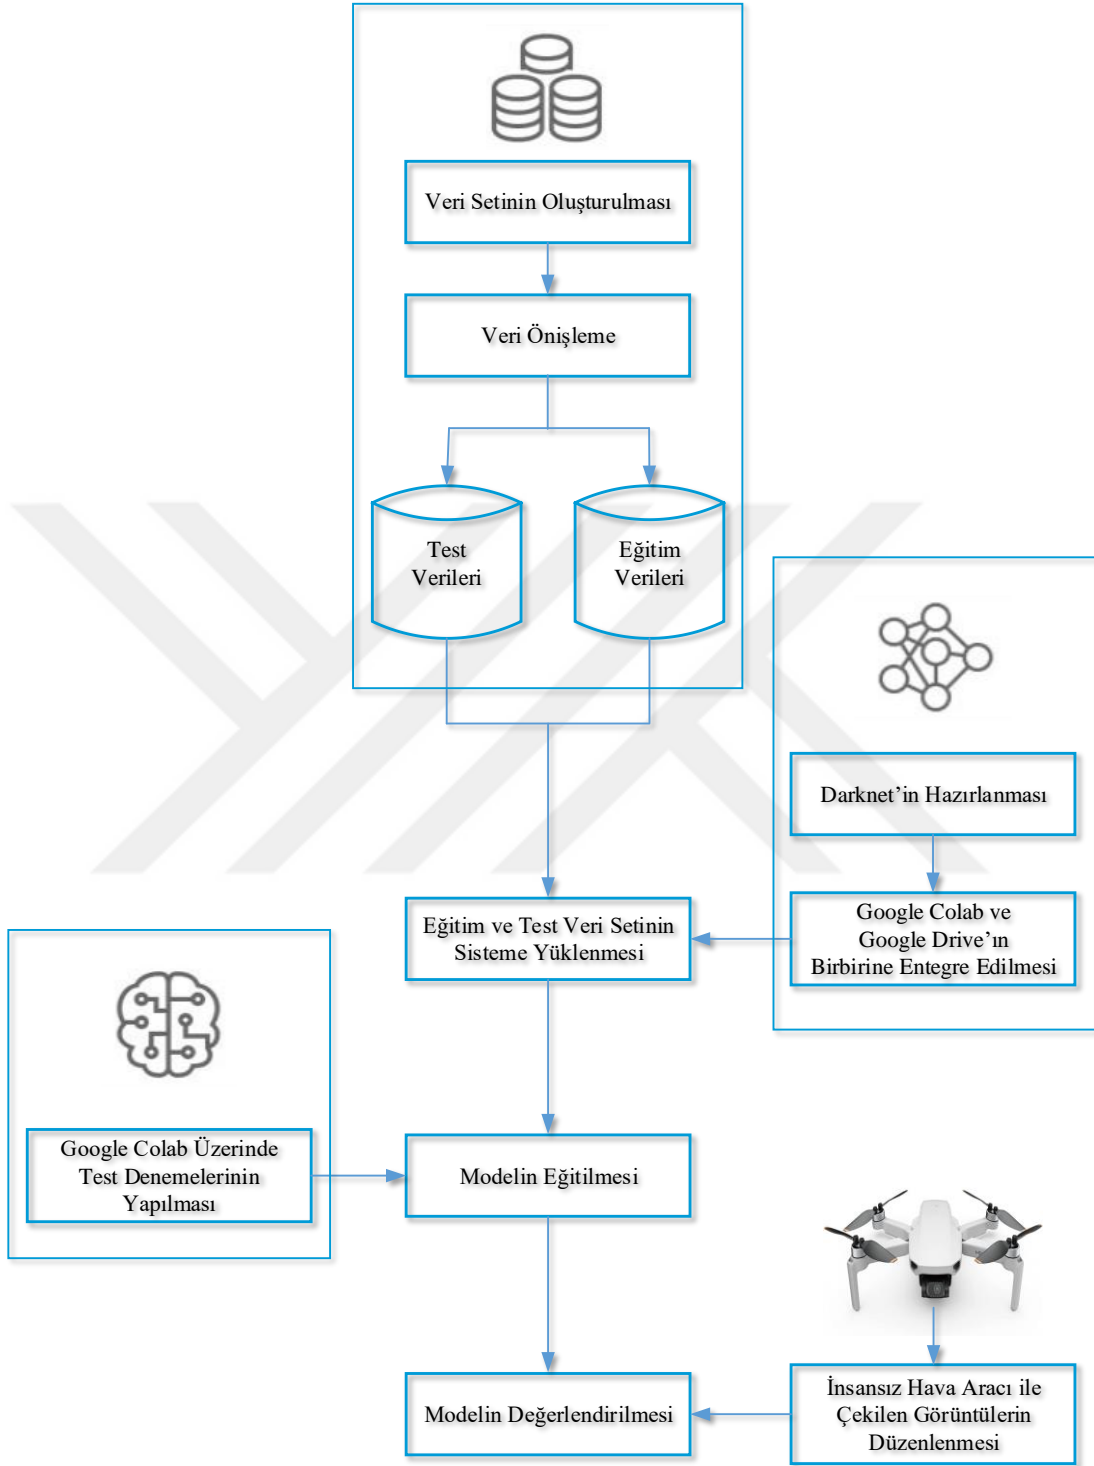 Veri Setinin Oluşturulması
Veri Önişleme
Test
Verileri
Eğitim
Verileri
Darknet’in Hazırlanması
Google Colab ve
Google Drive’ın
Birbirine Entegre Edilmesi
Eğitim ve Test Veri Setinin
Sisteme Yüklenmesi
Google Colab Üzerinde
Test Denemelerinin
Yapılması
Modelin Eğitilmesi
Modelin Değerlendirilmesi
İnsansız Hava Aracı ile
Çekilen Görüntülerin
Düzenlenmesi